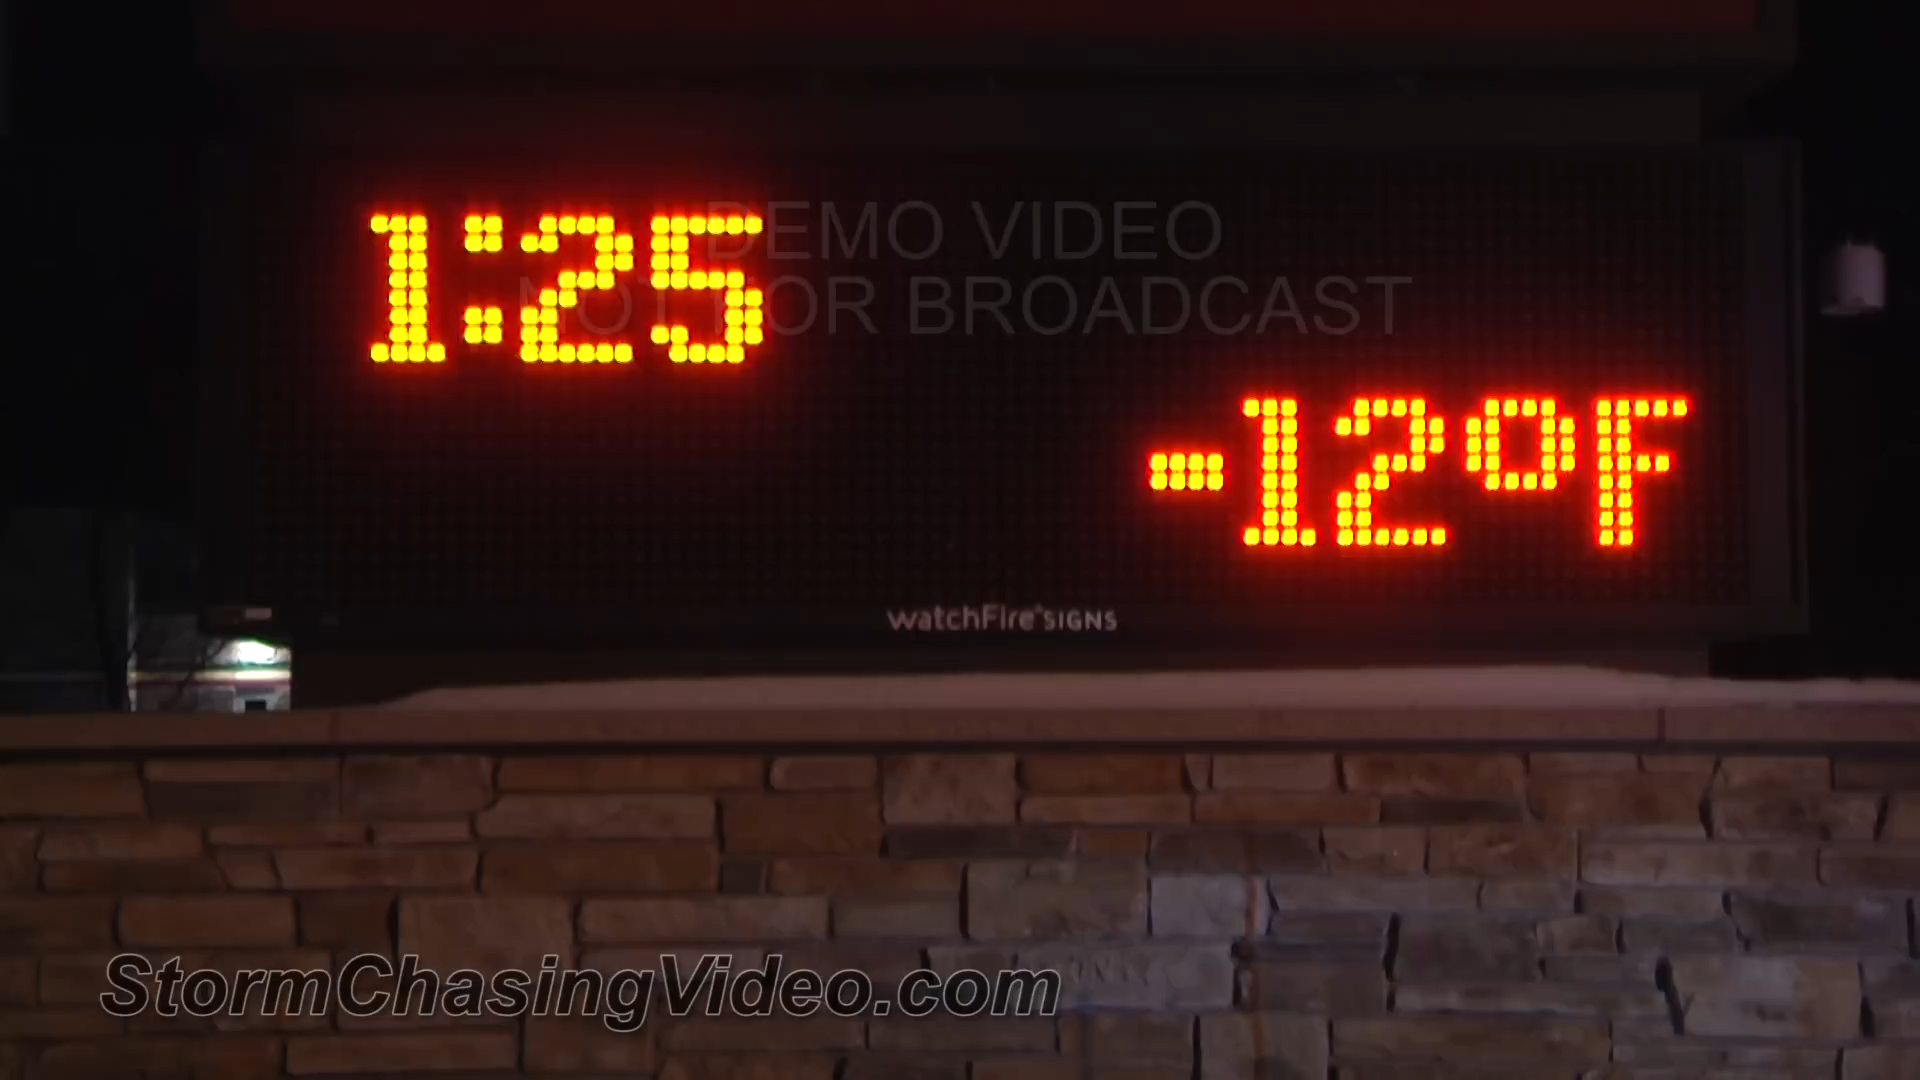 1:25
DEMO VIDEO
NOT FOR BROADCAST
-12°F
watchFire SIGNS
StormChasingVideo.com